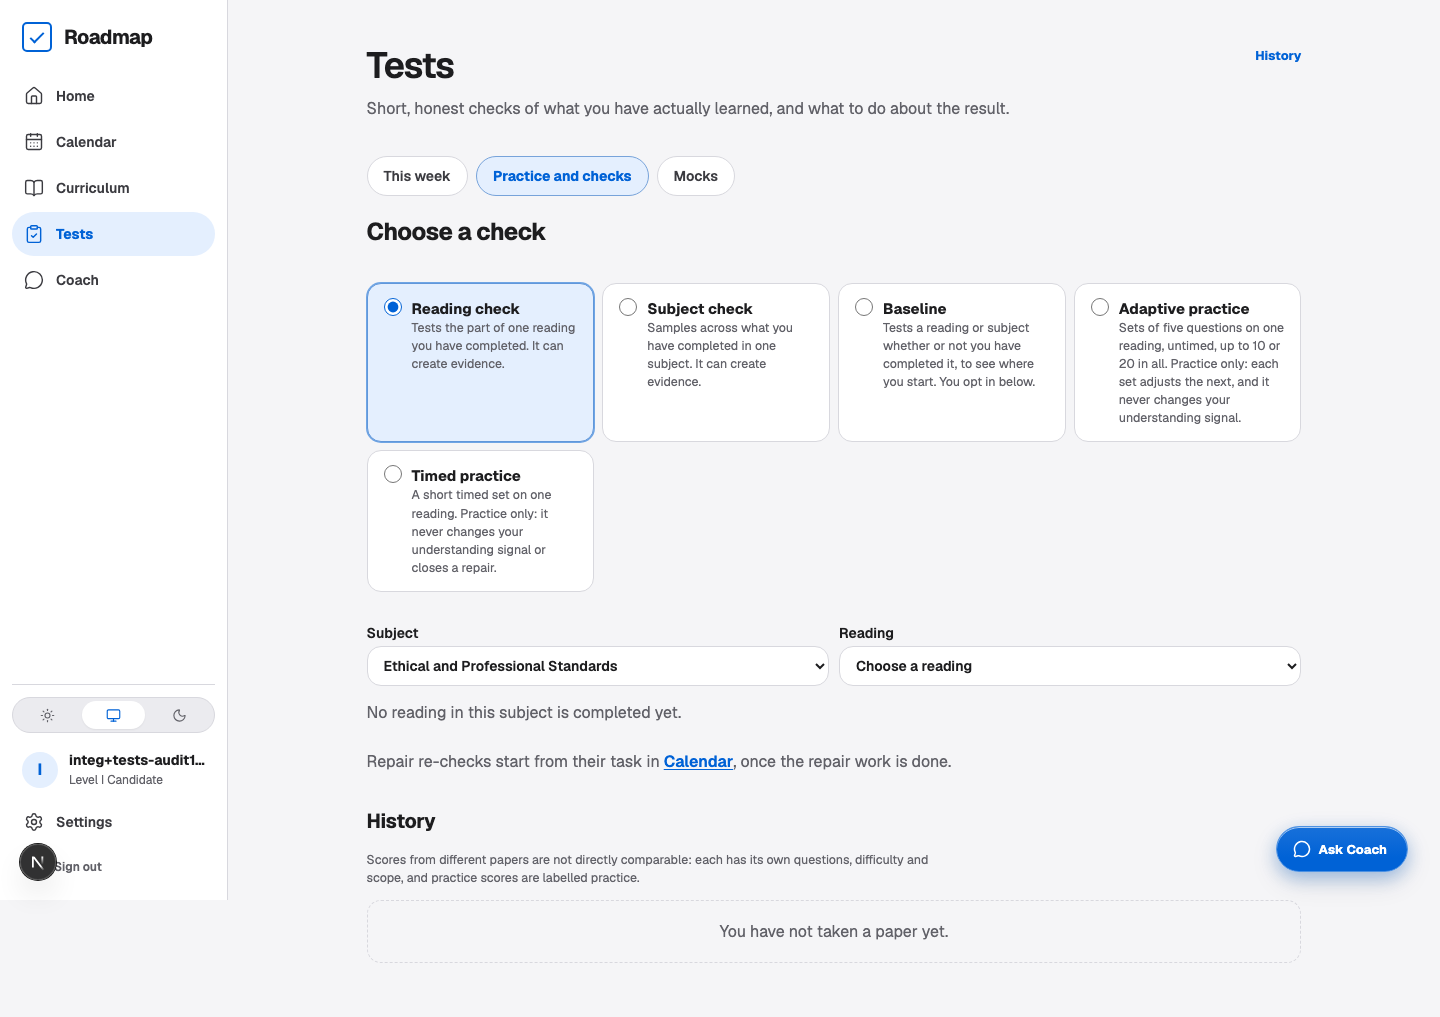 Roadmap
Home
Calendar
Curriculum
Tests
Coach
integ+tests-audit1...
Level I Candidate
Settings
N
Sign out
Tests
History
Short, honest checks of what you have actually learned, and what to do about the result.
This week
Practice and checks
Mocks
Choose a check
Reading check
Tests the part of one reading
you have completed. It can
create evidence.
Subject check
Samples across what you
have completed in one
subject. It can create
evidence.
Baseline
Tests a reading or subject
whether or not you have
completed it, to see where
you start. You opt in below.
Adaptive practice
Sets of five questions on one
reading, untimed, up to 10 or
20 in all. Practice only: each
set adjusts the next, and it
never changes your
understanding signal.
Timed practice
A short timed set on one
reading. Practice only: it
never changes your
understanding signal or
closes a repair.
Subject
Ethical and Professional Standards
Reading
Choose a reading
No reading in this subject is completed yet.
Repair re-checks start from their task in Calendar, once the repair work is done.
History
Scores from different papers are not directly comparable: each has its own questions, difficulty and
scope, and practice scores are labelled practice.
You have not taken a paper yet.
I
Ask Coach